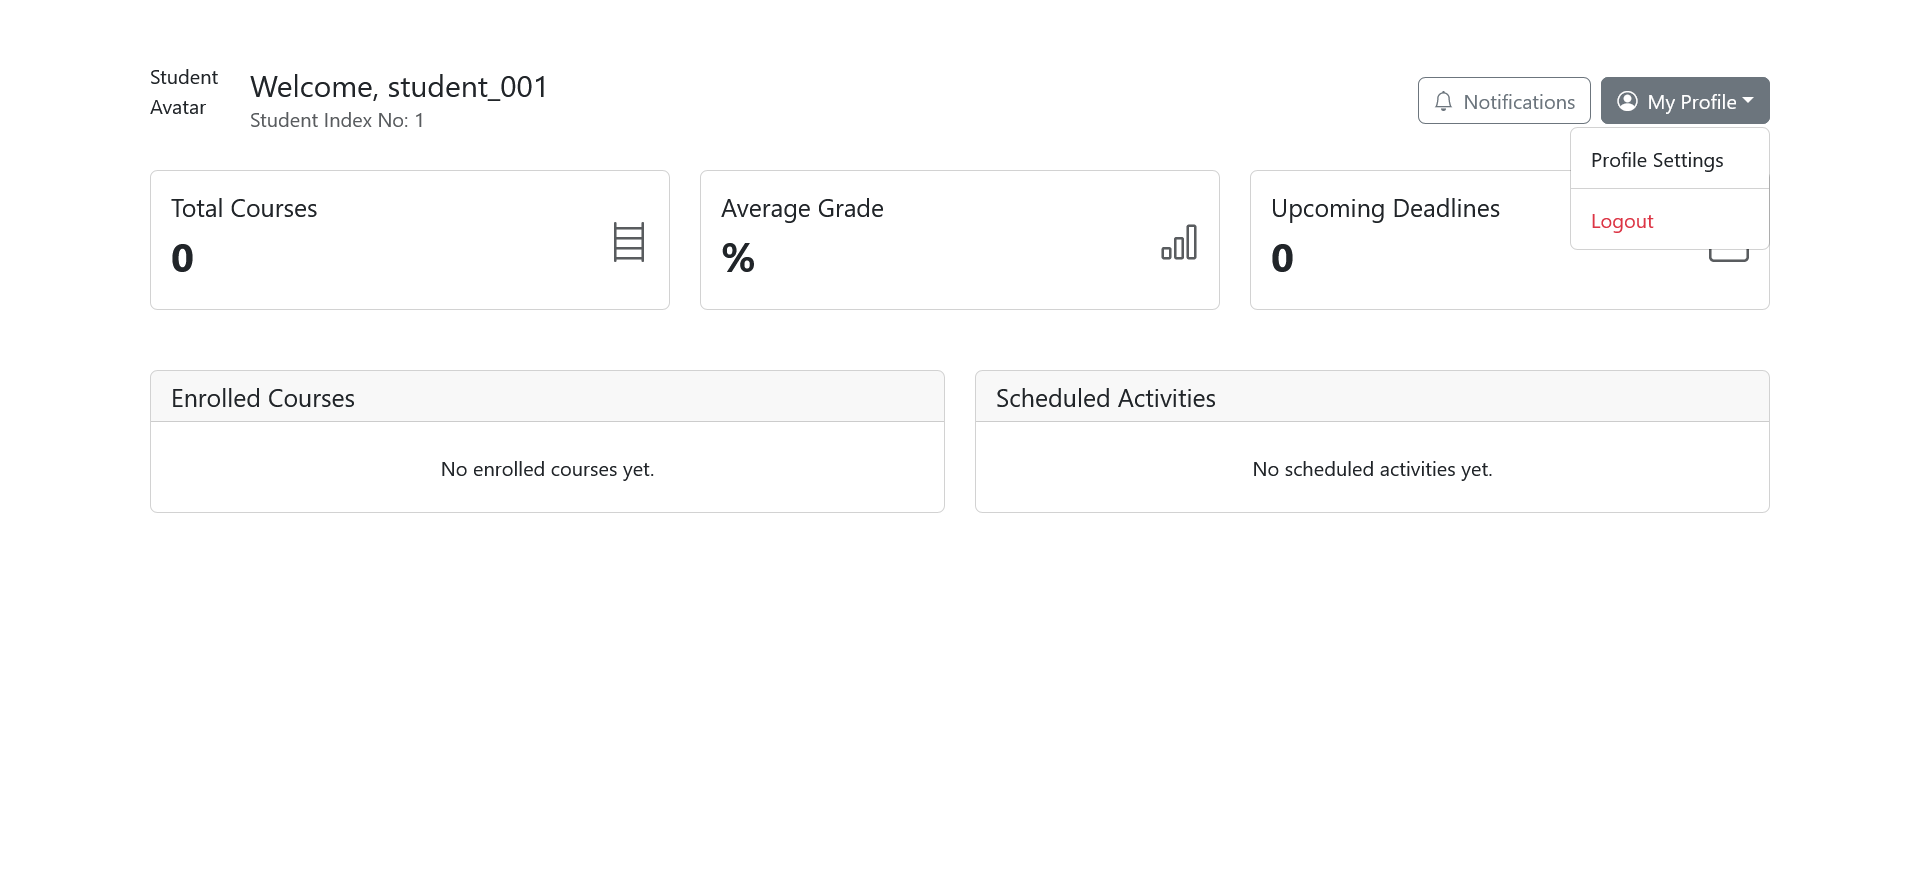 Student
Avatar
Welcome, student_001
Student Index No: 1
Notifications
My Profile
Profile Settings
Logout
Total Courses
0
Average Grade
%
Upcoming Deadlines
0
Enrolled Courses
No enrolled courses yet.
Scheduled Activities
No scheduled activities yet.